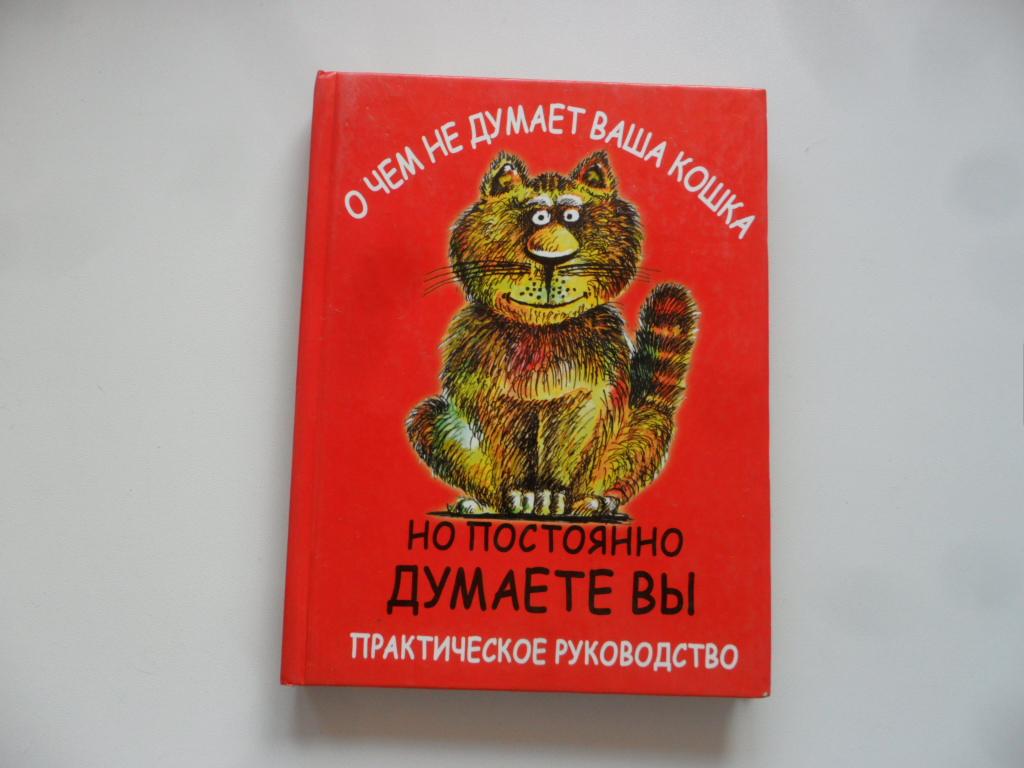 О ЧЕМ НЕ ДУМАЕТ ВАША КОШКА
НО ПОСТОЯННО
ДУМАЕТЕ ВЫ
ПРАКТИЧЕСКОЕ РУКОВОДСТВО